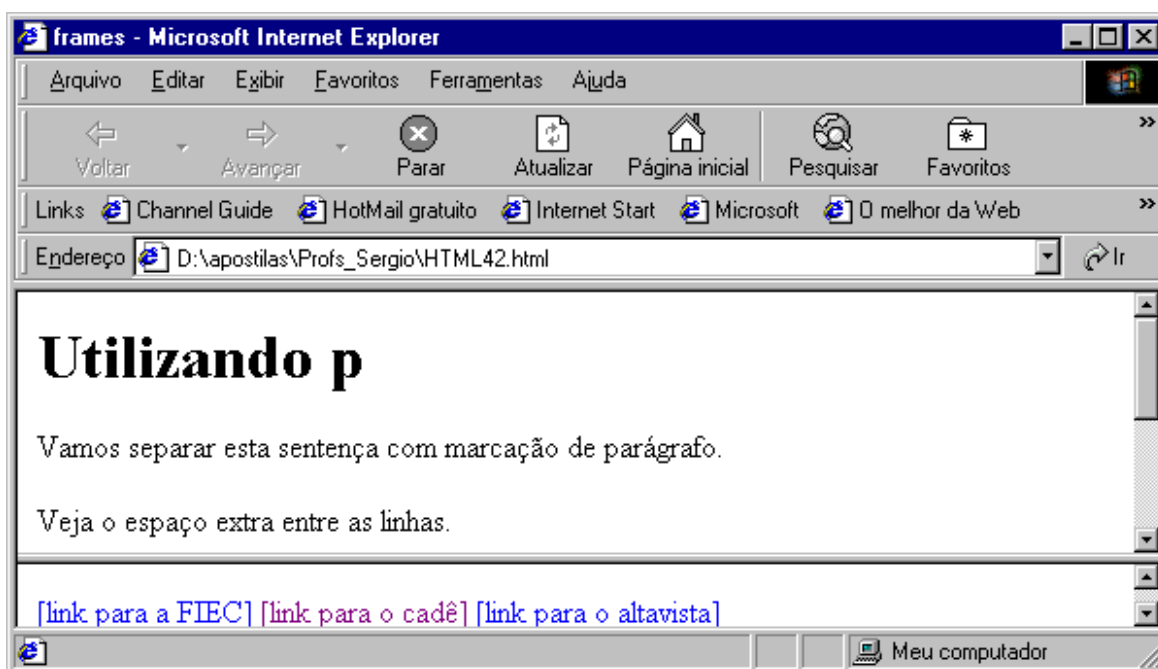 frames - Microsoft Internet Explorer
Arquivo Editar Exibir Favoritos Ferramentas Ajuda
Voltar Avançar Parar Atualizar Página inicial Pesquisar Favoritos »
Links Channel Guide HotMail gratuito Internet Start Microsoft O melhor da Web »
Endereço D:\apostilas\Profs_Sergio\HTML42.html Ir
Utilizando p
Vamos separar esta sentença com marcação de parágrafo.
Veja o espaço extra entre as linhas.
[link para a FIEC] [link para o cadê] [link para o altavista]
Meu computador